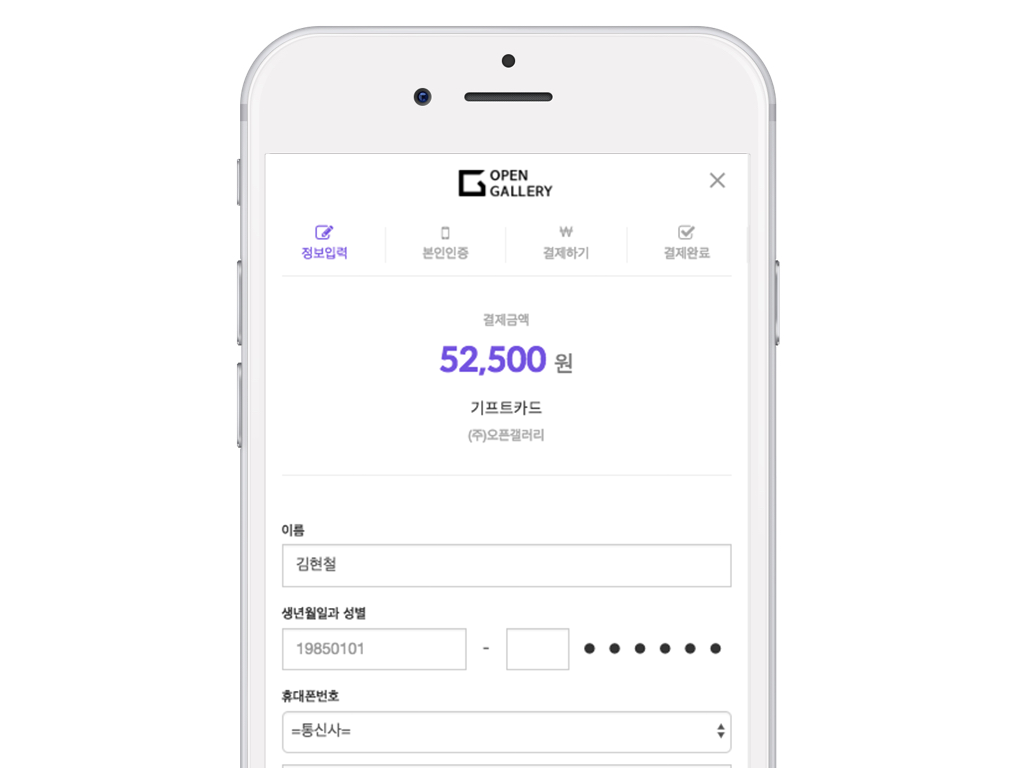 OPEN
GALLERY
정보입력
본인인증
결제하기
결제완료
결제금액
52,500 원
기프트카드
(주)오픈갤러리
이름
김현철
생년월일과 성별
19850101 - ● ● ● ● ● ●
휴대폰번호
=통신사=